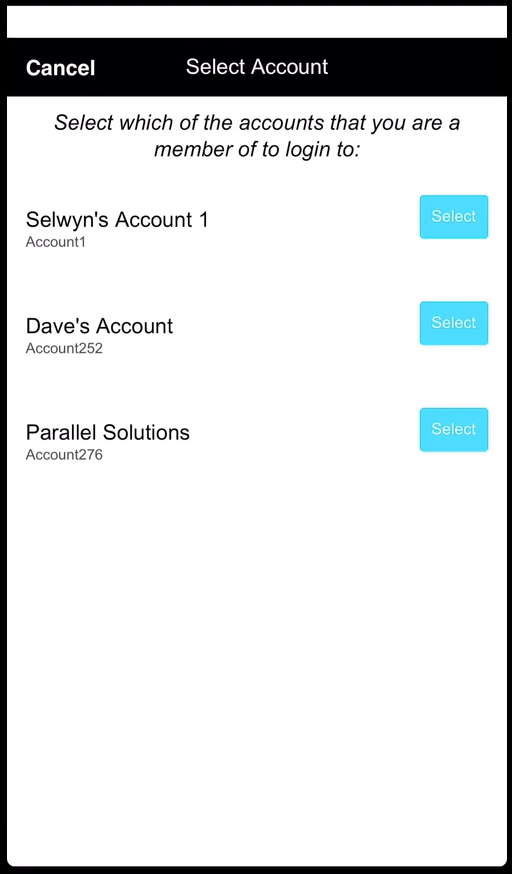 Cancel Select Account
Select which of the accounts that you are a
member of to login to:
Selwyn's Account 1
Account1
Select
Dave's Account
Account252
Select
Parallel Solutions
Account276
Select